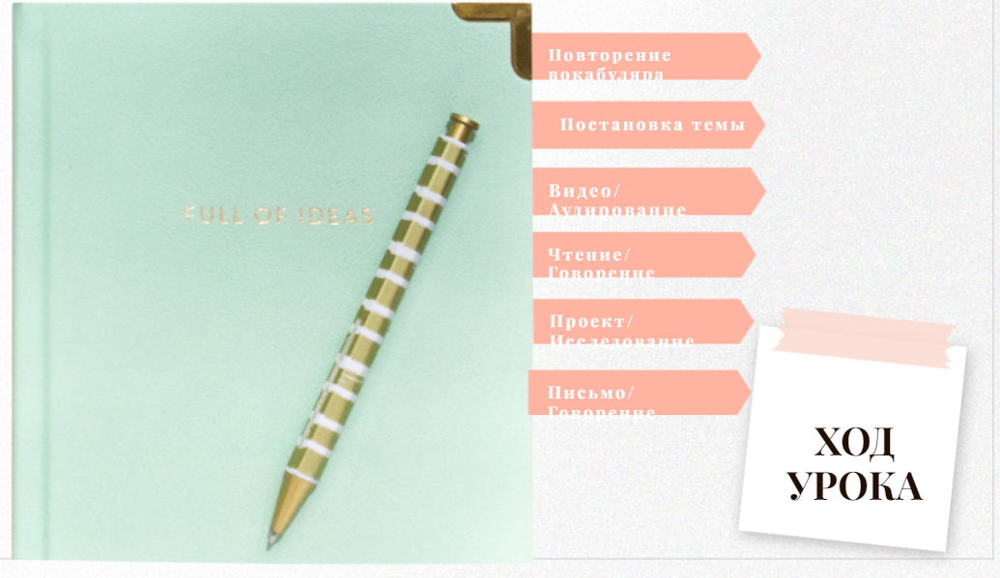 FULL OF IDEAS
Повторение
вокабуляра
Постановка темы
Видео/
Аудирование
Чтение/
Говорение
Проект/
Исследование
Письмо/
Говорение
ХОД
УРОКА